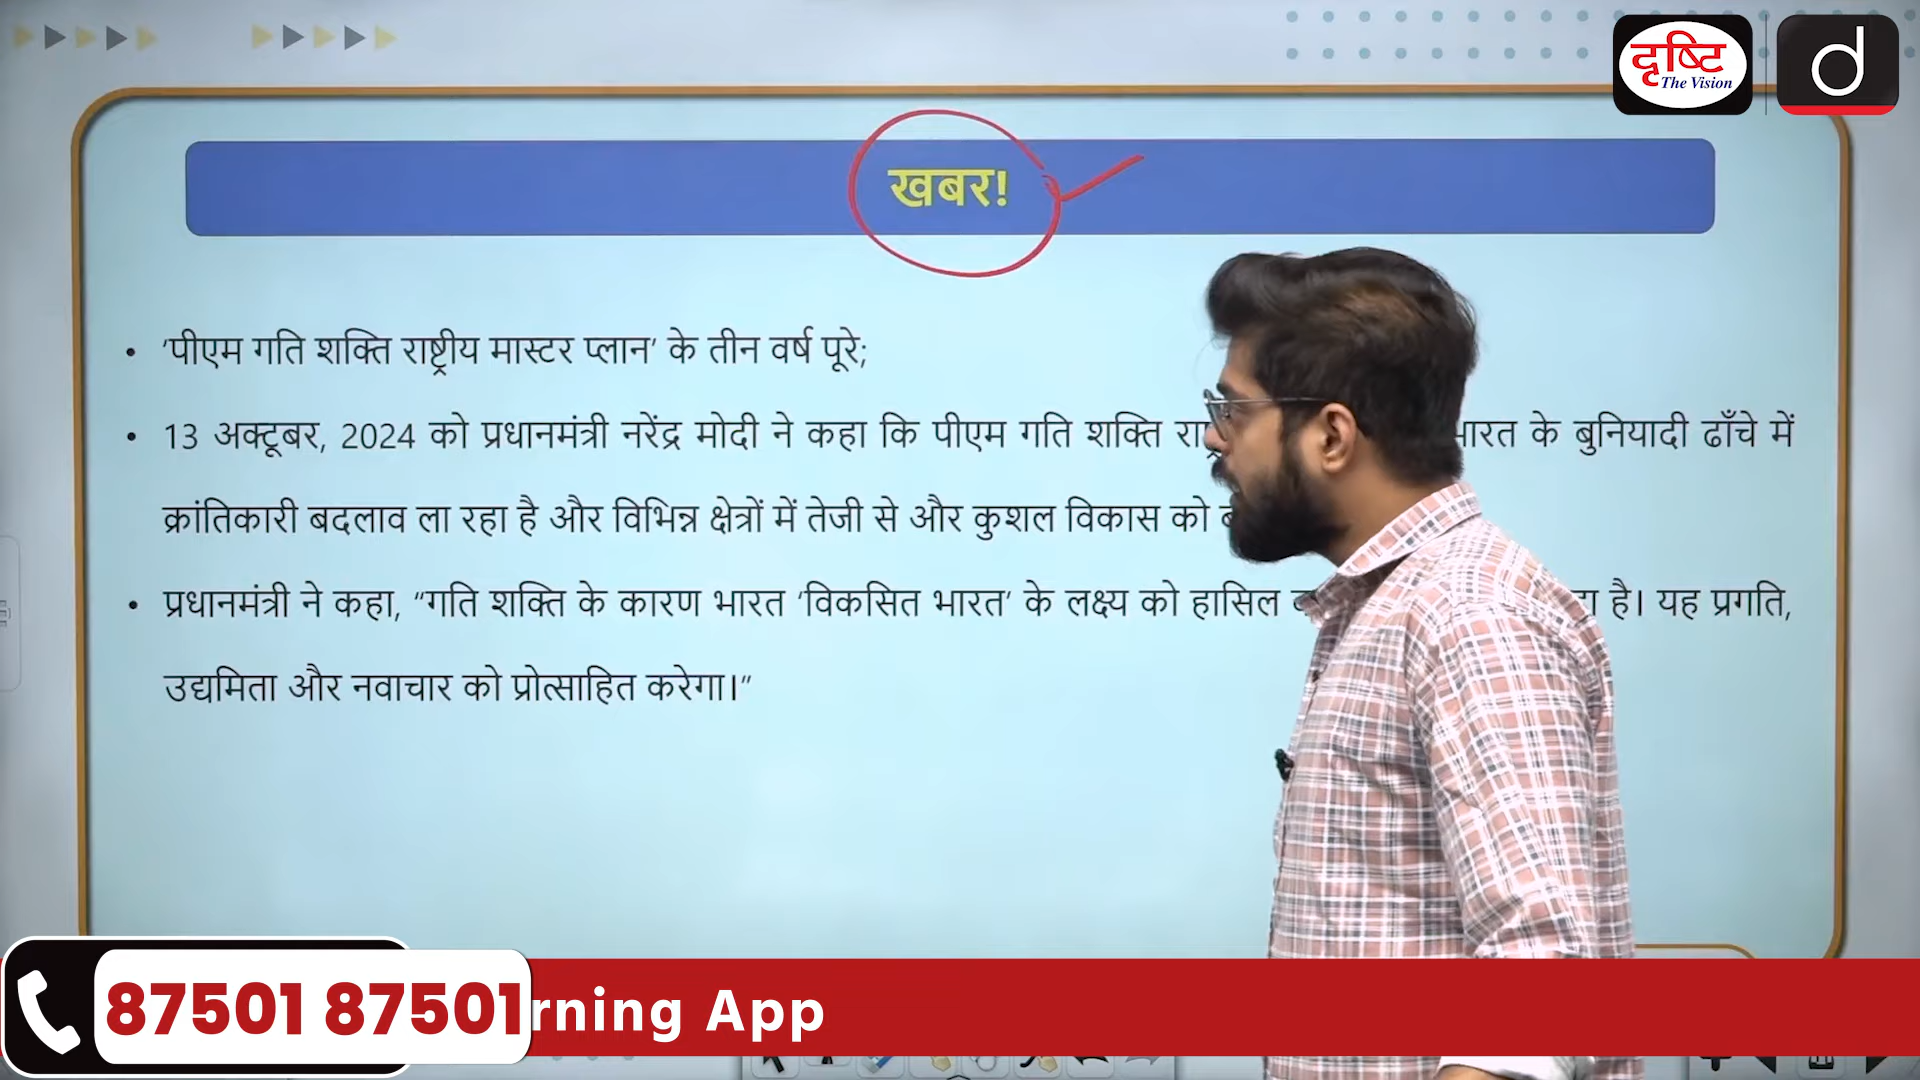 दृष्टि
The Vision
d
खबर!
• 'पीएम गति शक्ति राष्ट्रीय मास्टर प्लान' के तीन वर्ष पूरे;
• 13 अक्टूबर, 2024 को प्रधानमंत्री नरेंद्र मोदी ने कहा कि पीएम गति शक्ति के बुनियादी ढाँचे में
क्रांतिकारी बदलाव ला रहा है और विभिन्न क्षेत्रों में तेजी से और कुशल विकास को
• प्रधानमंत्री ने कहा, "गति शक्ति के कारण भारत 'विकसित भारत' के लक्ष्य को हासिल है। यह प्रगति,
उद्यमिता और नवाचार को प्रोत्साहित करेगा।"
87501 87501
App